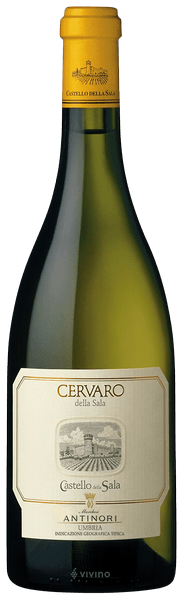 CASTELLO DELLA SALA
CERVARO
della Sala
Castello della Sala
Marchesi
ANTINORI
UMBRIA
INDICAZIONE GEOGRAFICA TIPICA
vivino